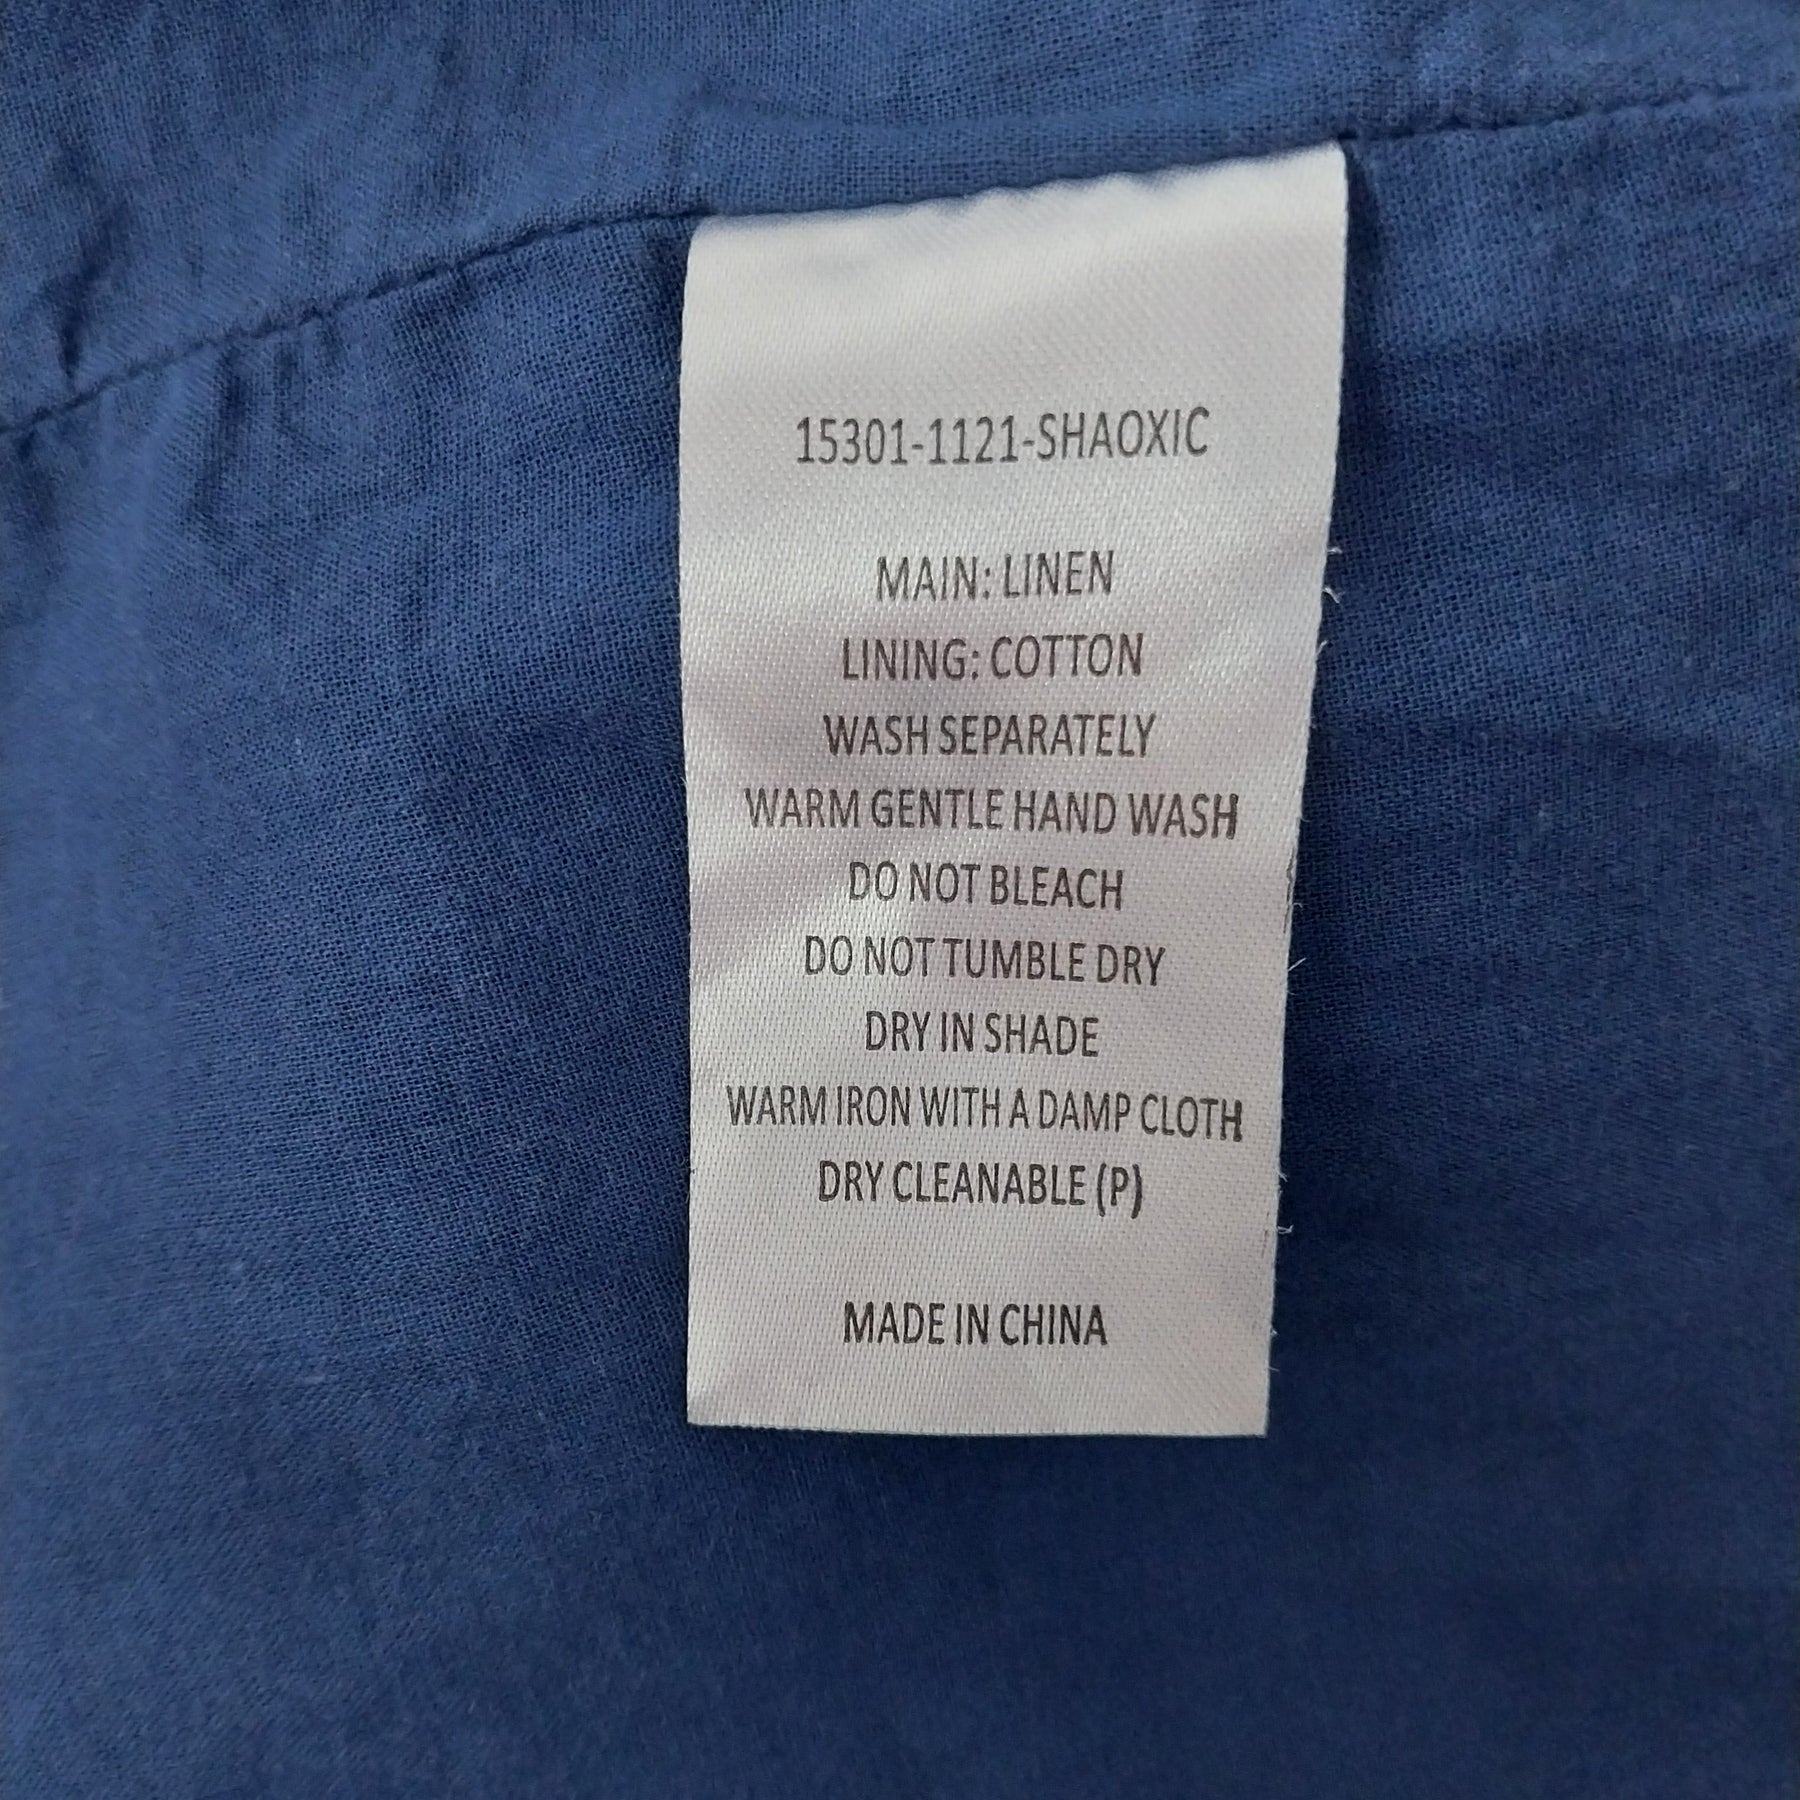 15301-1121-SHAOXIC
MAIN: LINEN
LINING: COTTON
WASH SEPARATELY
WARM GENTLE HAND WASH
DO NOT BLEACH
DO NOT TUMBLE DRY
DRY IN SHADE
WARM IRON WITH A DAMP CLOTH
DRY CLEANABLE (P)
MADE IN CHINA